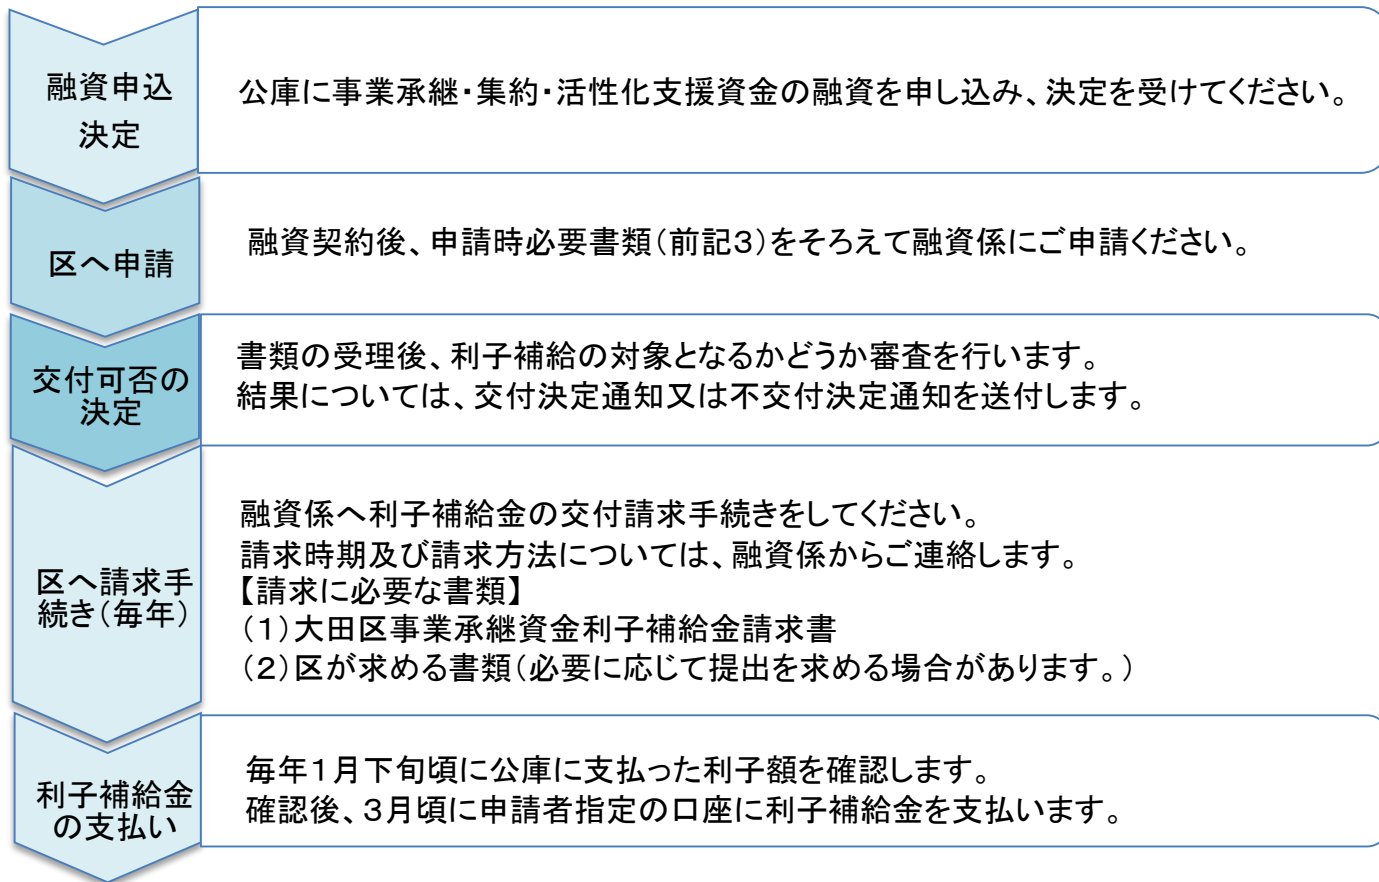 融資申込
決定
公庫に事業承継・集約・活性化支援資金の融資を申し込み、決定を受けてください。
区へ申請
融資契約後、申請時必要書類(前記3)をそろえて融資係にご申請ください。
交付可否の
決定
書類の受理後、利子補給の対象となるかどうか審査を行います。
結果については、交付決定通知又は不交付決定通知を送付します。
区へ請求手
続き(毎年)
融資係へ利子補給金の交付請求手続きをしてください。
請求時期及び請求方法については、融資係からご連絡します。
【請求に必要な書類】
(1)大田区事業承継資金利子補給金請求書
(2)区が求める書類(必要に応じて提出を求める場合があります。)
利子補給金
の支払い
毎年1月下旬頃に公庫に支払った利子額を確認します。
確認後、3月頃に申請者指定の口座に利子補給金を支払います。